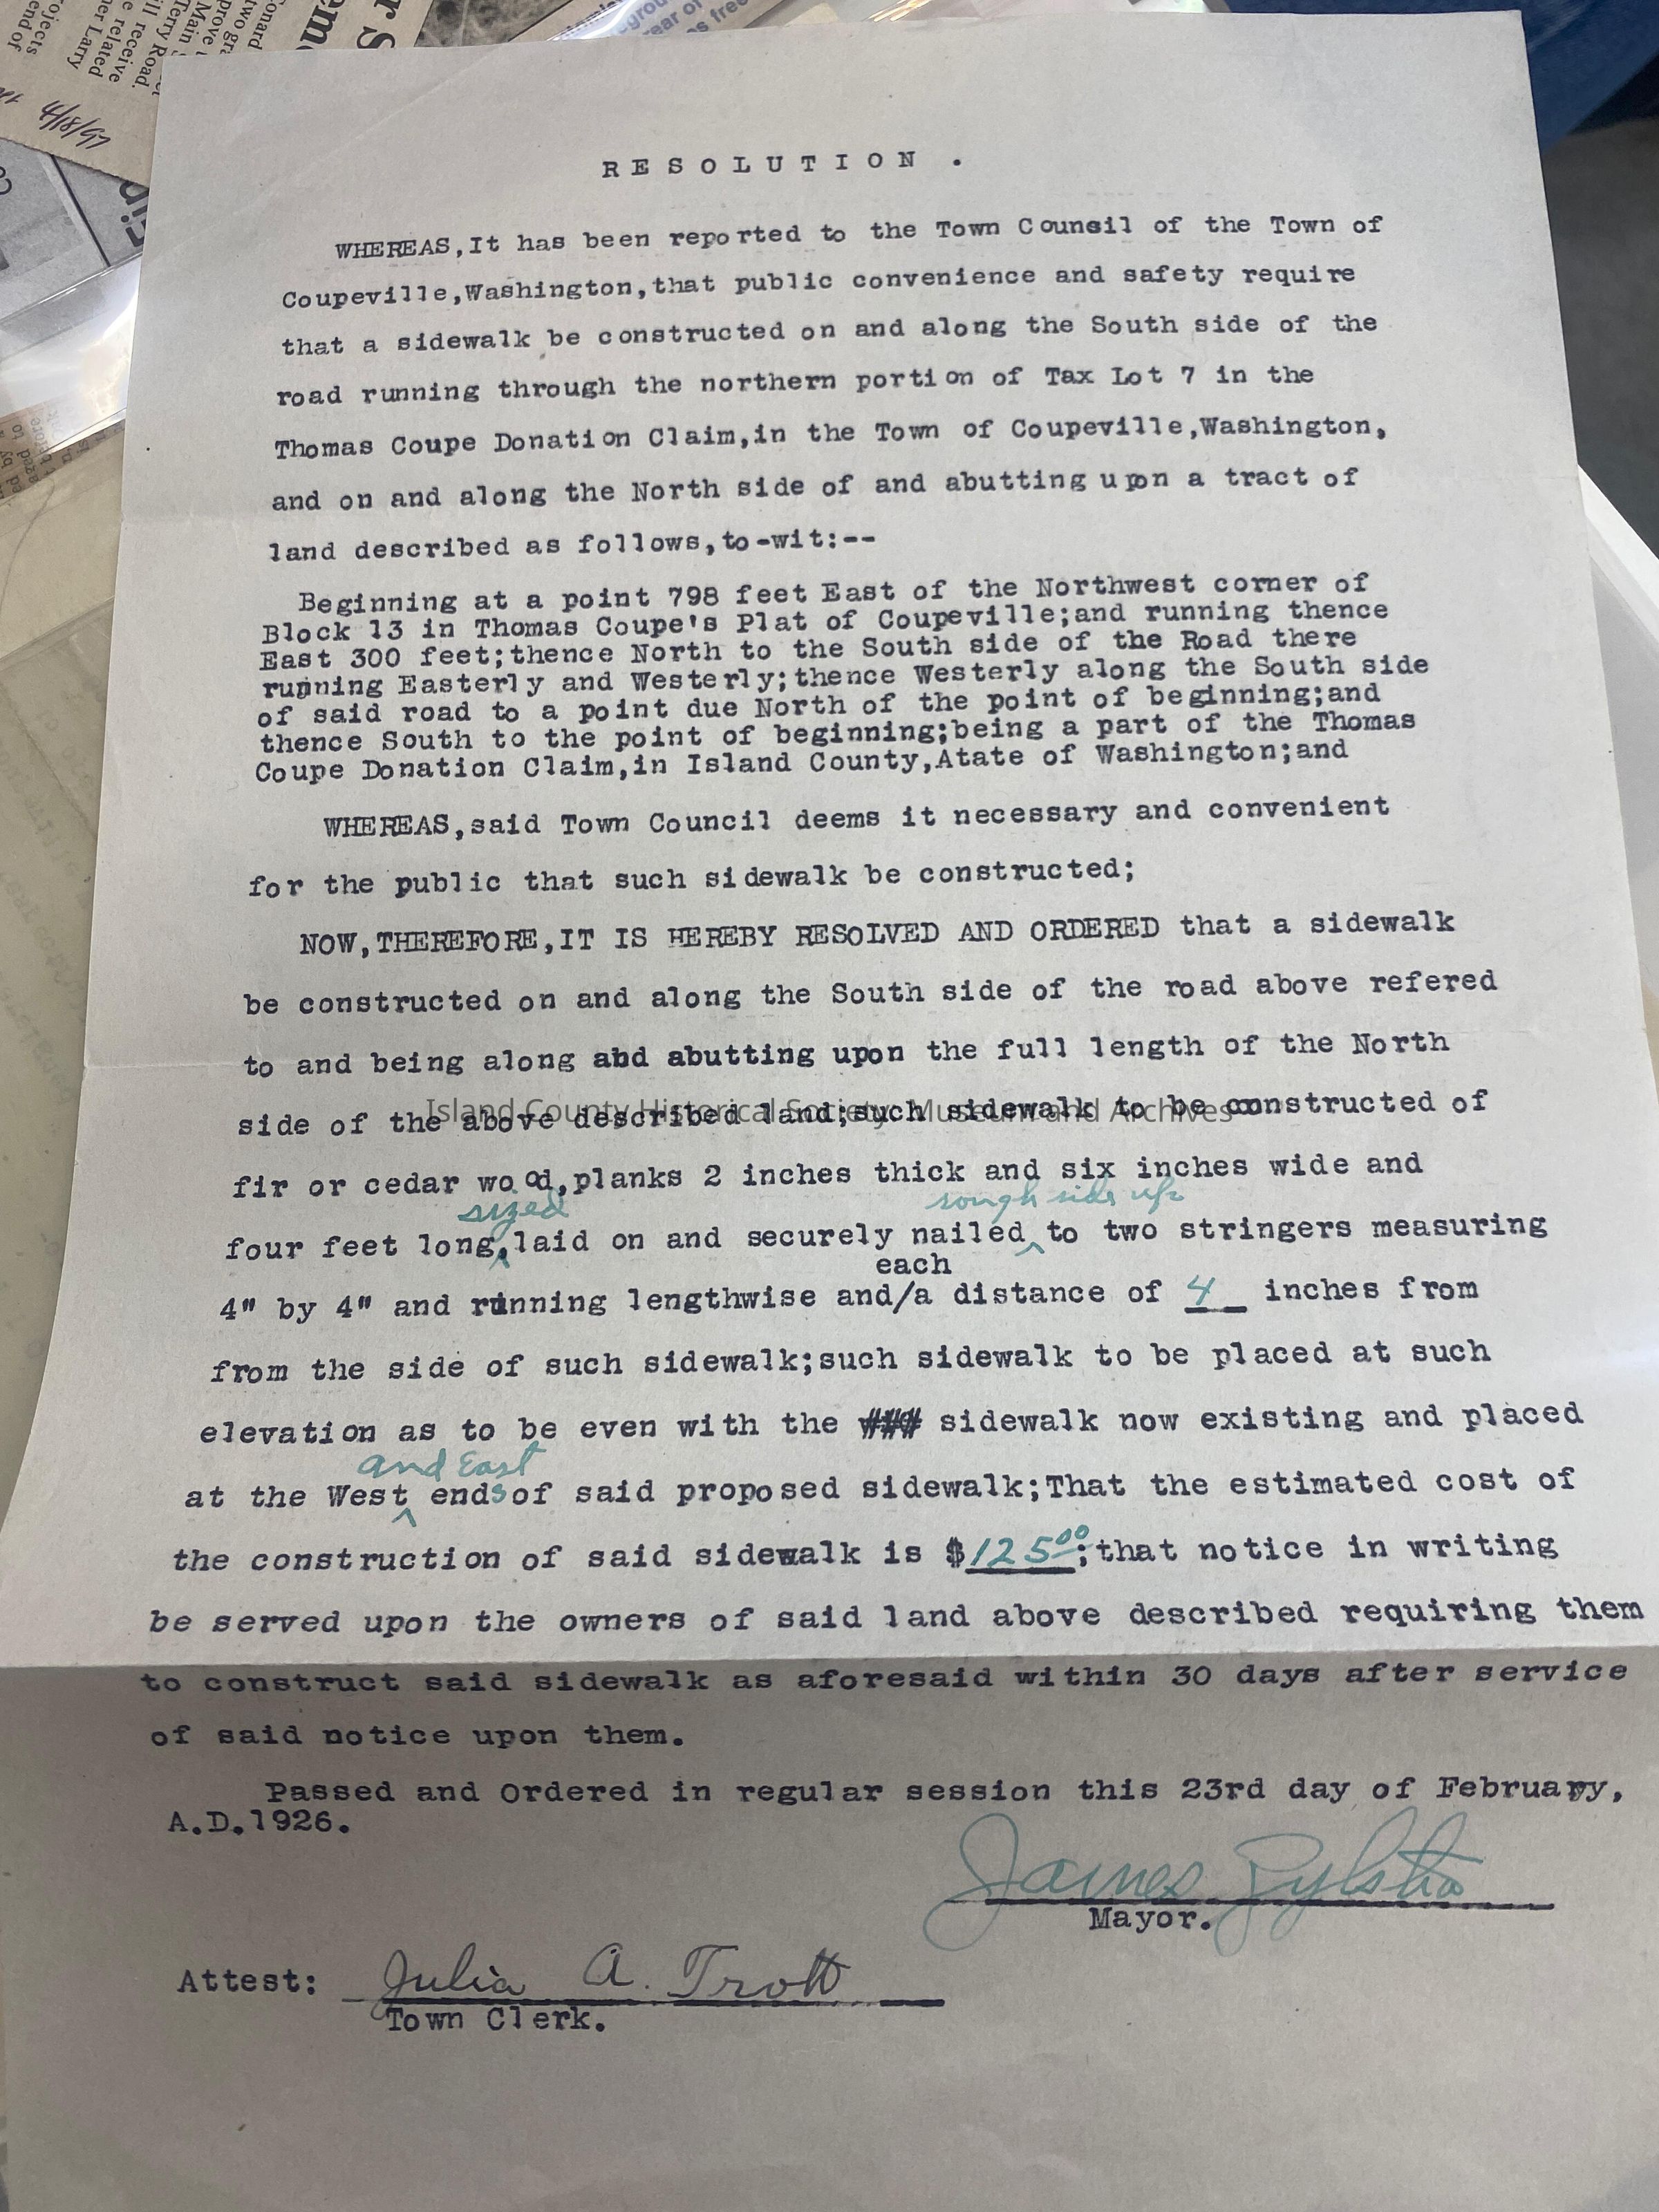 4/18/97
RESOLUTION.
WHEREAS,It has been reported to the Town Council of the Town of
Coupeville,Washington,that public convenience and safety require
that a sidewalk be constructed on and along the South side of the
road running through the northern portion of Tax Lot 7 in the
Thomas Coupe Donation Claim,in the Town of Coupeville,Washington,
and on and along the North side of and abutting upon a tract of
land described as follows,to-wit:--
Beginning at a point 798 feet East of the Northwest corner of
Block 13 in Thomas Coupe's Plat of Coupeville;and running thence
East 300 feet;thence North to the South side of the Road there
running Easterly and Westerly;thence Westerly along the South side
of said road to a point due North of the point of beginning;and
thence South to the point of beginning;being a part of the Thomas
Coupe Donation Claim,in Island County,Atate of Washington;and
WHEREAS,said Town Council deems it necessary and convenient
for the public that such sidewalk be constructed;
NOW,THEREFORE,IT IS HEREBY RESOLVED AND ORDERED that a sidewalk
be constructed on and along the South side of the road above refered
to and being along abd abutting upon the full length of the North
side of the above described land;such sidewalk to be constructed of
Island County Historical Society Museum and Archives
fir or cedar wood,planks 2 inches thick and six inches wide and
sized rough side up
four feet long,laid on and securely nailed to two stringers measuring
each
4" by 4" and running lengthwise and/a distance of 4 inches from
from the side of such sidewalk;such sidewalk to be placed at such
elevation as to be even with the ### sidewalk now existing and placed
and East
at the West ends of said proposed sidewalk;That the estimated cost of
the construction of said sidewalk is $125.00;that notice in writing
be served upon the owners of said land above described requiring them
to construct said sidewalk as aforesaid within 30 days after service
of said notice upon them.
Passed and Ordered in regular session this 23rd day of February,
A.D.1926.
James Zylstra
Mayor.
Attest: Julia A. Trott
Town Clerk.